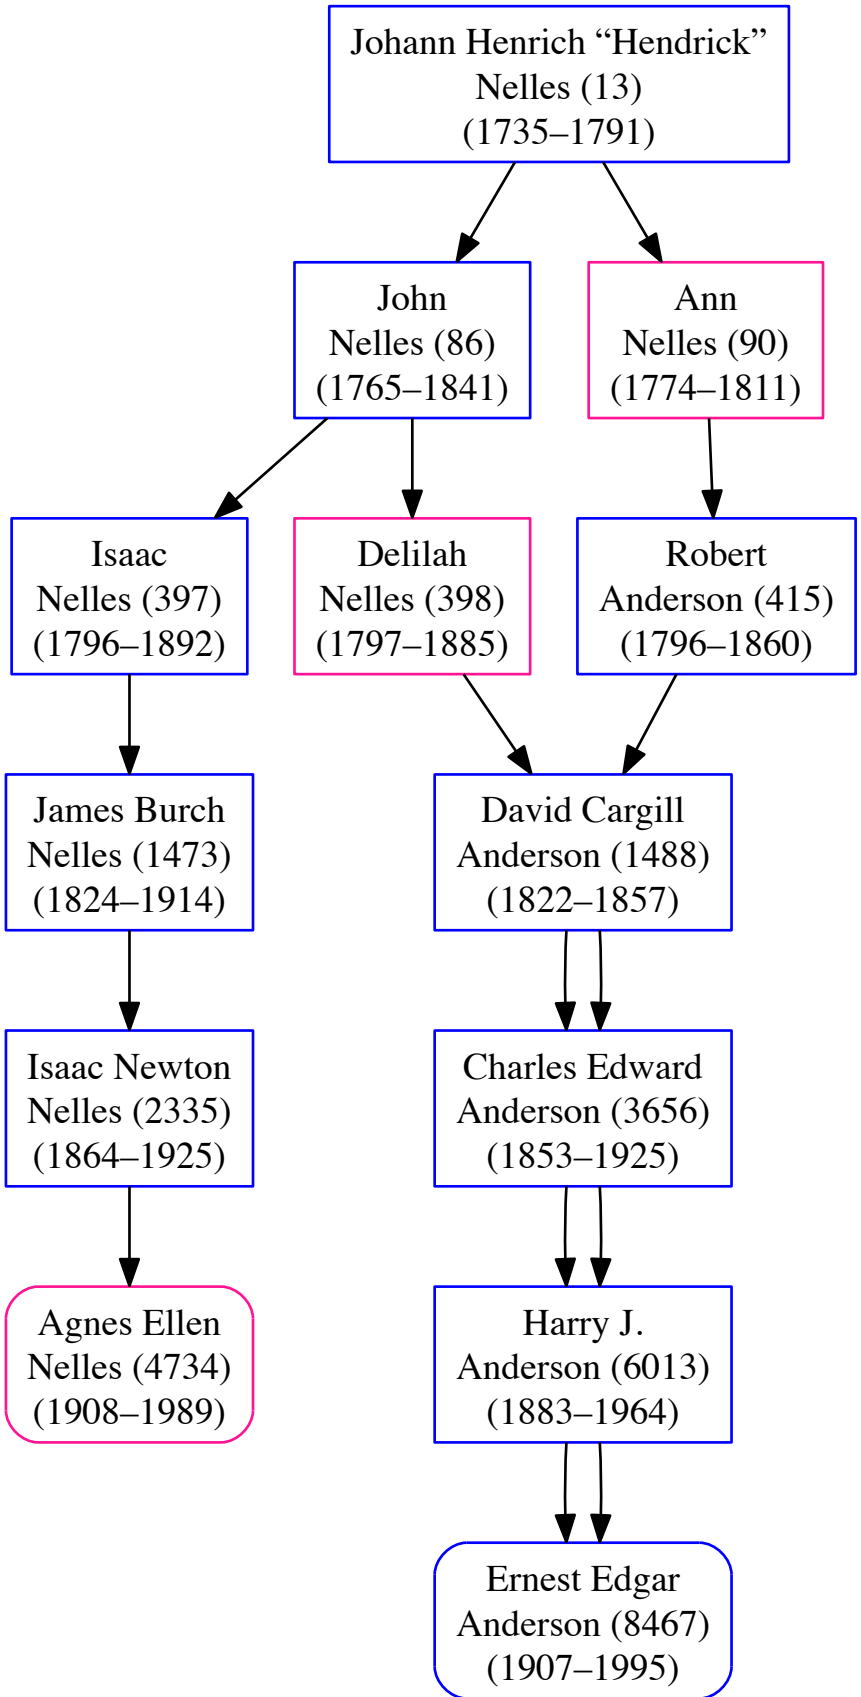 Johann Henrich “Hendrick”
Nelles (13)
(1735–1791)
John
Nelles (86)
(1765–1841)
Ann
Nelles (90)
(1774–1811)
Isaac
Nelles (397)
(1796–1892)
Delilah
Nelles (398)
(1797–1885)
Robert
Anderson (415)
(1796–1860)
James Burch
Nelles (1473)
(1824–1914)
David Cargill
Anderson (1488)
(1822–1857)
Isaac Newton
Nelles (2335)
(1864–1925)
Charles Edward
Anderson (3656)
(1853–1925)
Agnes Ellen
Nelles (4734)
(1908–1989)
Harry J.
Anderson (6013)
(1883–1964)
Ernest Edgar
Anderson (8467)
(1907–1995)